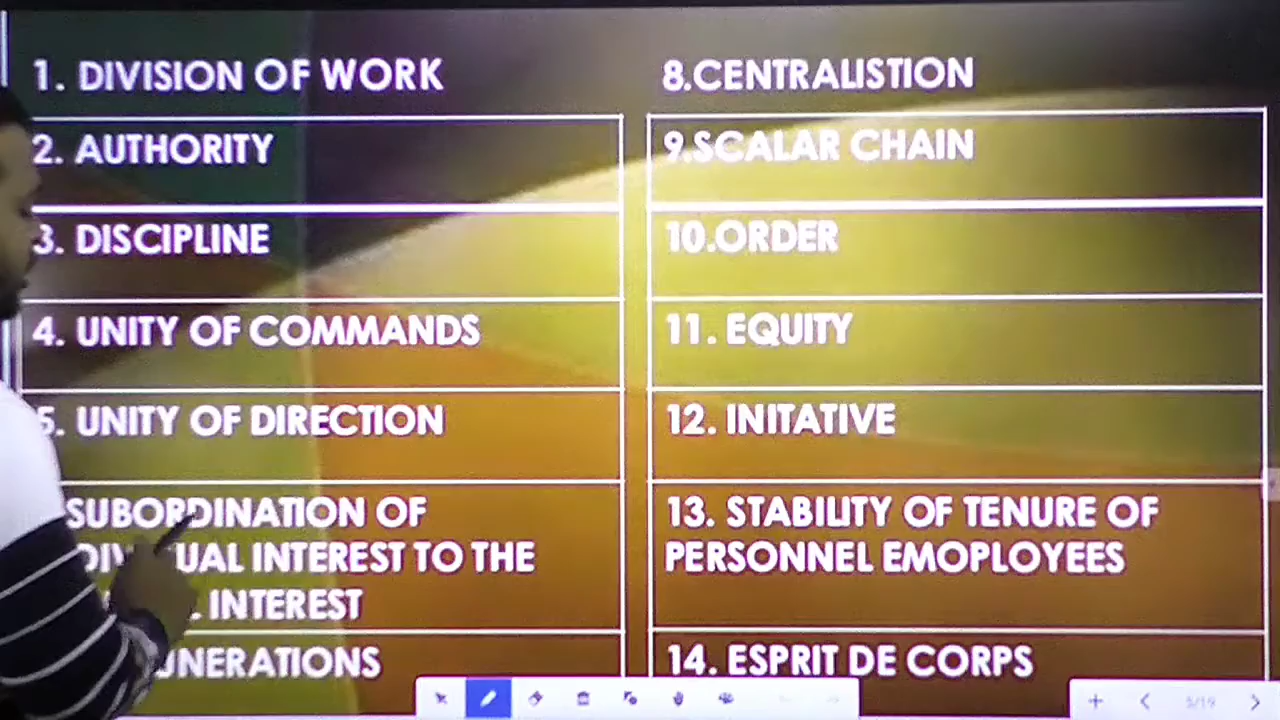 1. DIVISION OF WORK
2. AUTHORITY
3. DISCIPLINE
4. UNITY OF COMMANDS
5. UNITY OF DIRECTION
SUBORDINATION OF
INTEREST TO THE
INTEREST
8.CENTRALISTION
9.SCALAR CHAIN
10.ORDER
11. EQUITY
12. INITATIVE
13. STABILITY OF TENURE OF
PERSONNEL EMOPLOYEES
14. ESPRIT DE CORPS